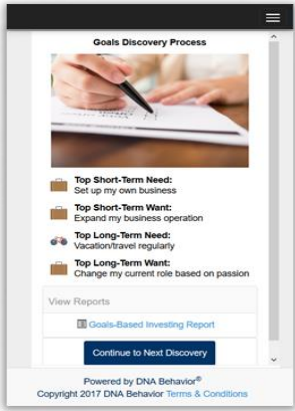 Goals Discovery Process
Top Short-Term Need:
Set up my own business
Top Short-Term Want:
Expand my business operation
Top Long-Term Need:
Vacation/travel regularly
Top Long-Term Want:
Change my current role based on passion
View Reports
Goals-Based Investing Report
Continue to Next Discovery
Powered by DNA Behavior®
Copyright 2017 DNA Behavior Terms & Conditions